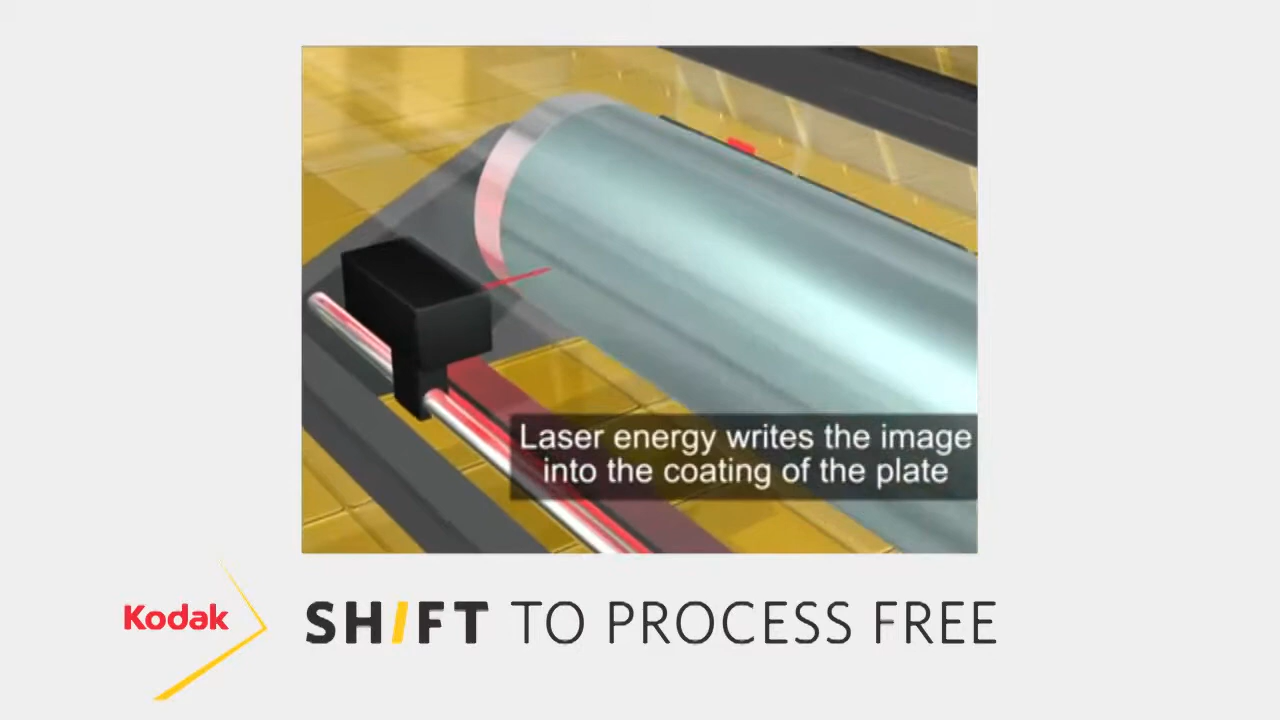 Laser energy writes the image
into the coating of the plate
Kodak
SHIFT TO PROCESS FREE